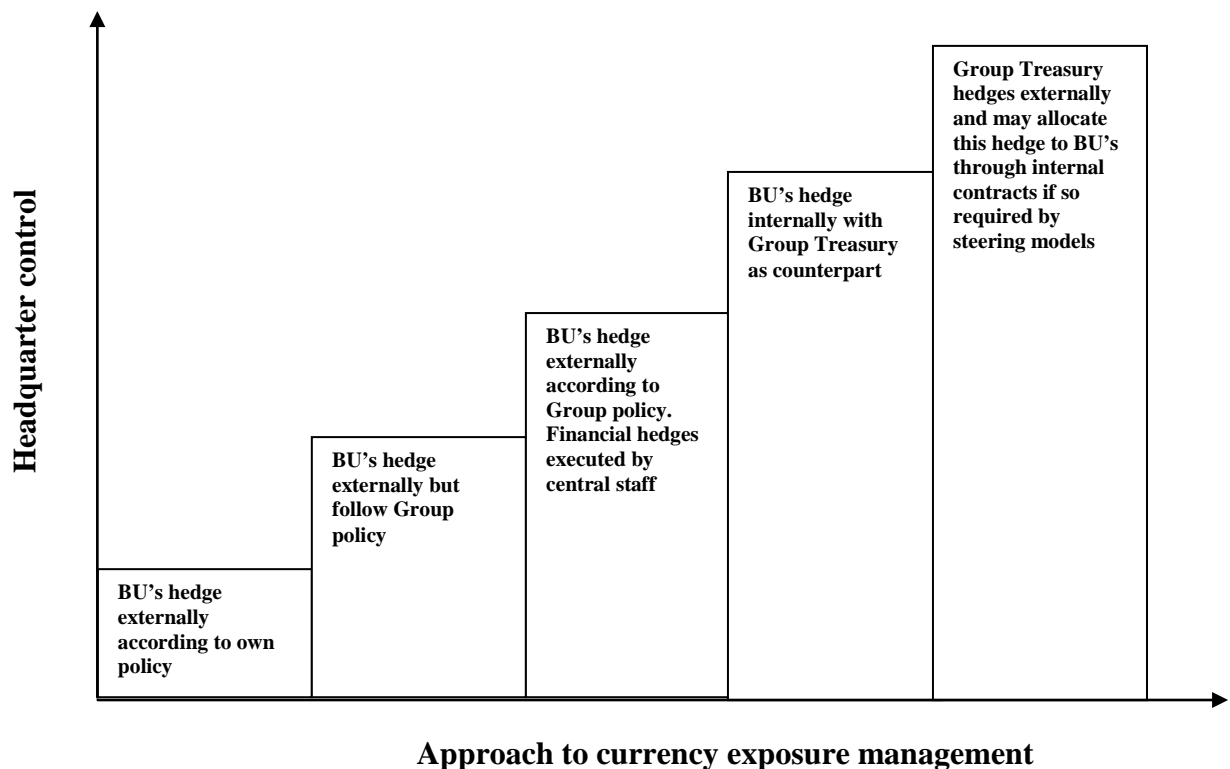 Headquarter control
BU's hedge
externally
according to own
policy
BU's hedge
externally but
follow Group
policy
BU's hedge
externally
according to
Group policy.
Financial hedges
executed by
central staff
BU's hedge
internally with
Group Treasury
as counterpart
Group Treasury
hedges externally
and may allocate
this hedge to BU's
through internal
contracts if so
required by
steering models
Approach to currency exposure management